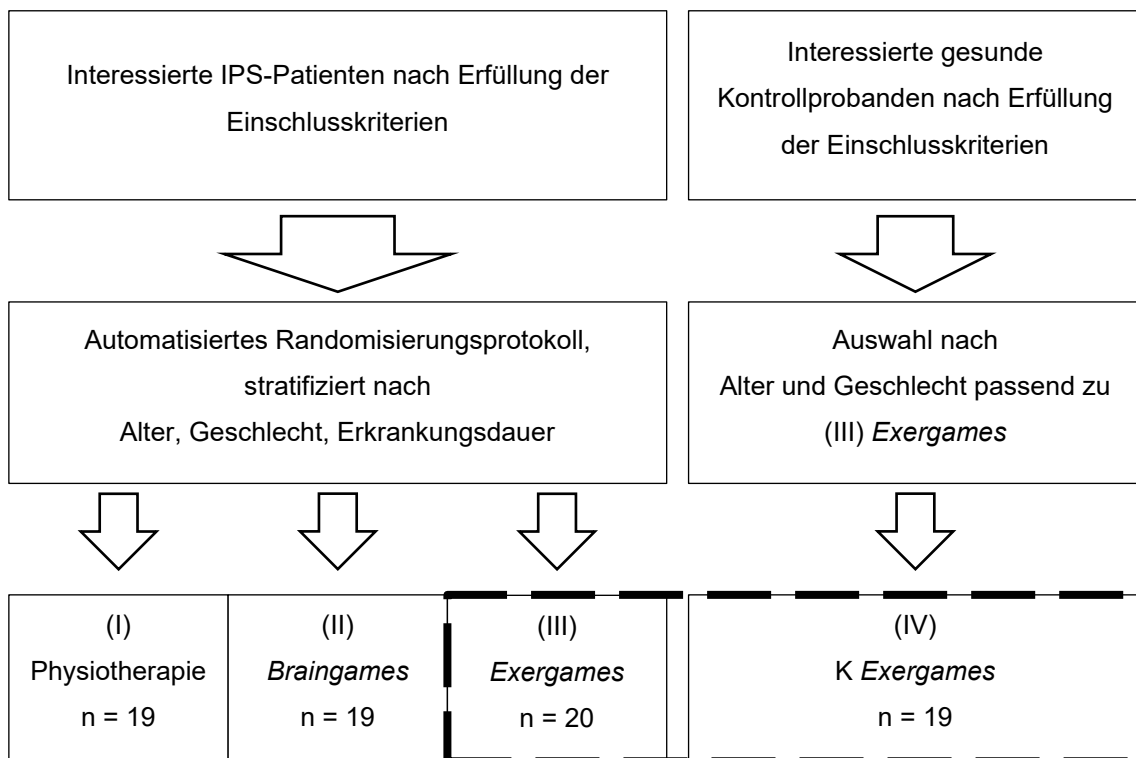 Interessierte IPS-Patienten nach Erfüllung der
Einschlusskriterien
Interessierte gesunde
Kontrollprobanden nach Erfüllung
der Einschlusskriterien
Automatisiertes Randomisierungsprotokoll,
stratifiziert nach
Alter, Geschlecht, Erkrankungsdauer
Auswahl nach
Alter und Geschlecht passend zu
(III) Exergames
(I)
Physiotherapie
n = 19
(II)
Braingames
n = 19
(III)
Exergames
n = 20
(IV)
K Exergames
n = 19